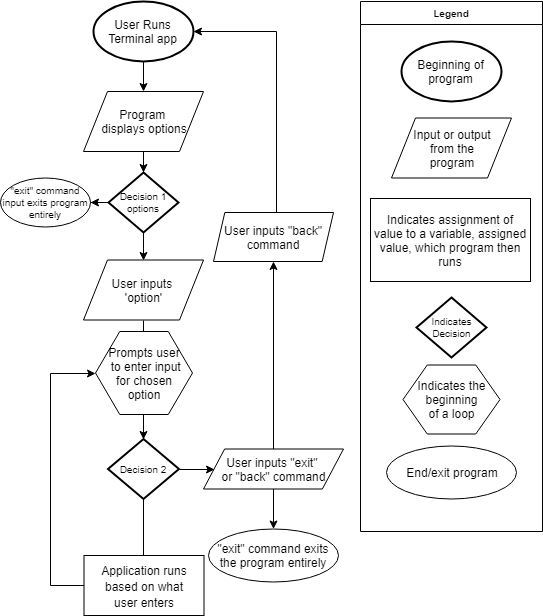 User Runs
Terminal app
Program
displays options
"exit" command
input exits program
entirely
Decision 1
options
User inputs
'option'
Prompts user
to enter input
for chosen
option
Decision 2
Application runs
based on what
user enters
User inputs "back"
command
User inputs "exit"
or "back" command
"exit" command exits
the program entirely
Legend
Beginning of
program
Input or output
from the
program
Indicates assignment of
value to a variable, assigned
value, which program then
runs
Indicates
Decision
Indicates the
beginning
of a loop
End/exit program